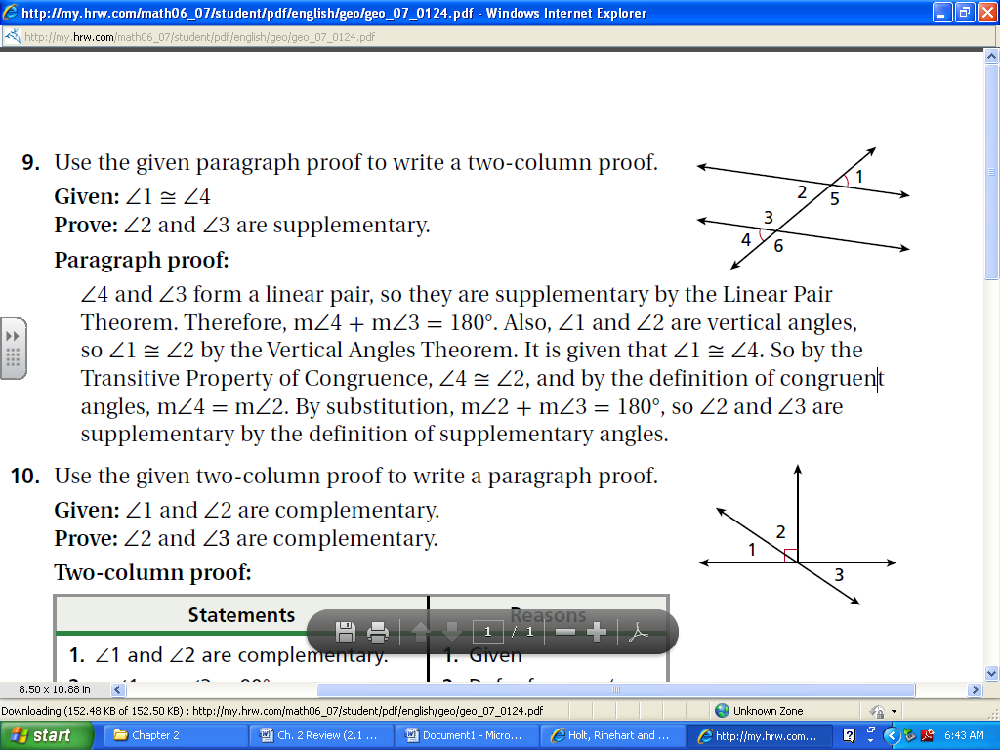 http://my.hrw.com/math06_07/student/pdf/english/geo/geo_07_0124.pdf - Windows Internet Explorer
http://my.hrw.com/math06_07/student/pdf/english/geo/geo_07_0124.pdf
9. Use the given paragraph proof to write a two-column proof.
Given: ∠1 ≅ ∠4
Prove: ∠2 and ∠3 are supplementary.
1
2
5
3
4
6
Paragraph proof:
∠4 and ∠3 form a linear pair, so they are supplementary by the Linear Pair
Theorem. Therefore, m∠4 + m∠3 = 180°. Also, ∠1 and ∠2 are vertical angles,
so ∠1 ≅ ∠2 by the Vertical Angles Theorem. It is given that ∠1 ≅ ∠4. So by the
Transitive Property of Congruence, ∠4 ≅ ∠2, and by the definition of congruent
angles, m∠4 = m∠2. By substitution, m∠2 + m∠3 = 180°, so ∠2 and ∠3 are
supplementary by the definition of supplementary angles.
10. Use the given two-column proof to write a paragraph proof.
Given: ∠1 and ∠2 are complementary.
Prove: ∠2 and ∠3 are complementary.
2
1
3
Two-column proof:
Statements Reasons
1 / 1
1. ∠1 and ∠2 are complementary. 1. Given
8.50 x 10.88 in
Downloading (152.48 KB of 152.50 KB) : http://my.hrw.com/math06_07/student/pdf/english/geo/geo_07_0124.pdf Unknown Zone
start Chapter 2 Ch. 2 Review (2.1 ... Document1 - Micro... Holt, Rinehart and ... http://my.hrw.com... 6:43 AM